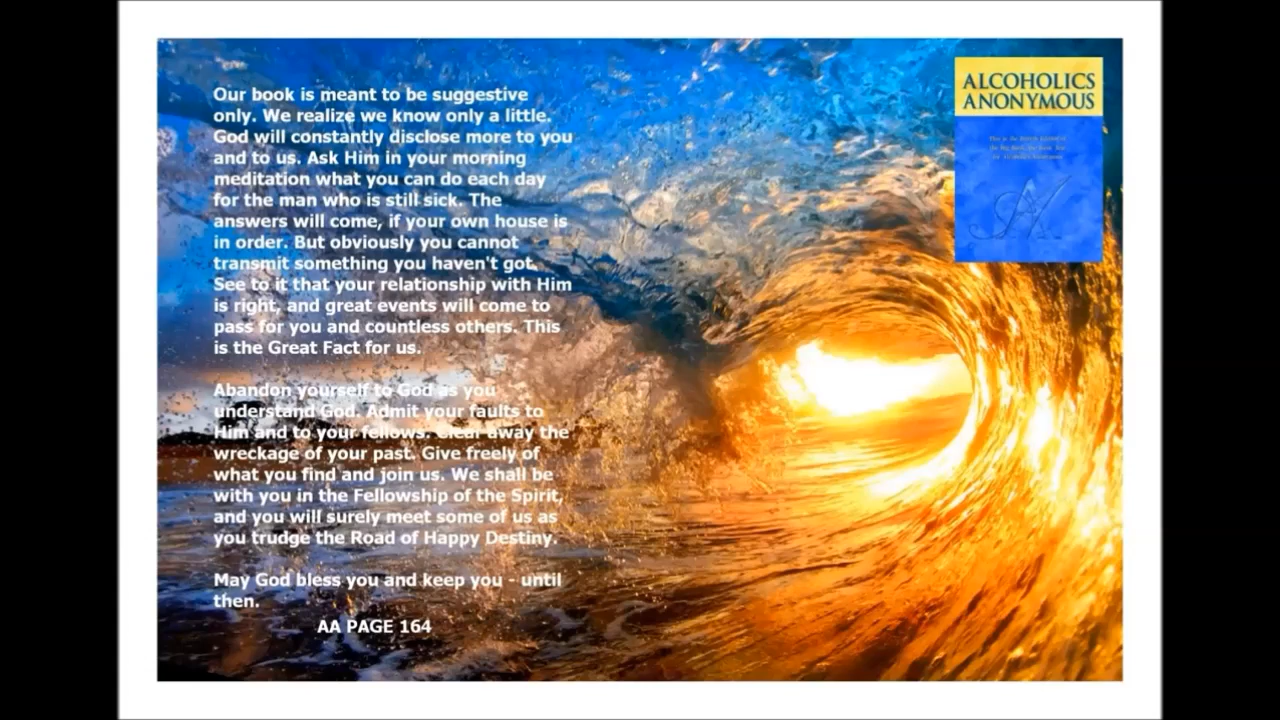 Our book is meant to be suggestive
only. We realize we know only a little.
God will constantly disclose more to you
and to us. Ask Him in your morning
meditation what you can do each day
for the man who is still sick. The
answers will come, if your own house is
in order. But obviously you cannot
transmit something you haven't got.
See to it that your relationship with Him
is right, and great events will come to
pass for you and countless others. This
is the Great Fact for us.
Abandon yourself to God as you
understand God. Admit your faults to
Him and to your fellows. Clear away the
wreckage of your past. Give freely of
what you find and join us. We shall be
with you in the Fellowship of the Spirit,
and you will surely meet some of us as
you trudge the Road of Happy Destiny.
May God bless you and keep you - until
then.
AA PAGE 164
ALCOHOLICS
ANONYMOUS
This is the
the Big Book,